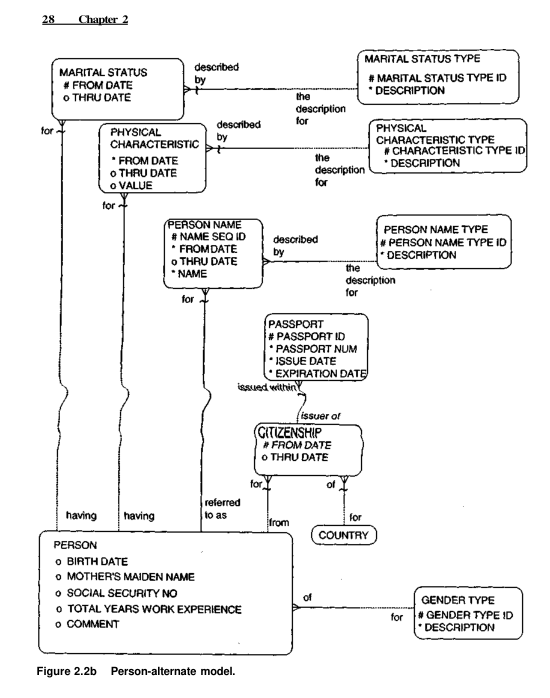 28 Chapter 2
MARITAL STATUS
# FROM DATE
o THRU DATE
described
by
the
description
for
MARITAL STATUS TYPE
# MARITAL STATUS TYPE ID
* DESCRIPTION
for
PHYSICAL
CHARACTERISTIC
* FROM DATE
o THRU DATE
o VALUE
described
by
the
description
for
PHYSICAL
CHARACTERISTIC TYPE
# CHARACTERISTIC TYPE ID
* DESCRIPTION
for
PERSON NAME
# NAME SEQ ID
* FROMDATE
o THRU DATE
* NAME
described
by
the
description
for
PERSON NAME TYPE
# PERSON NAME TYPE ID
* DESCRIPTION
for
PASSPORT
# PASSPORT ID
* PASSPORT NUM
* ISSUE DATE
* EXPIRATION DATE
issued within
issuer of
CITIZENSHIP
# FROM DATE
o THRU DATE
for
of
having
having
referred
to as
from
for
COUNTRY
PERSON
o BIRTH DATE
o MOTHER'S MAIDEN NAME
o SOCIAL SECURITY NO
o TOTAL YEARS WORK EXPERIENCE
o COMMENT
of
for
GENDER TYPE
# GENDER TYPE ID
* DESCRIPTION
Figure 2.2b Person-alternate model.